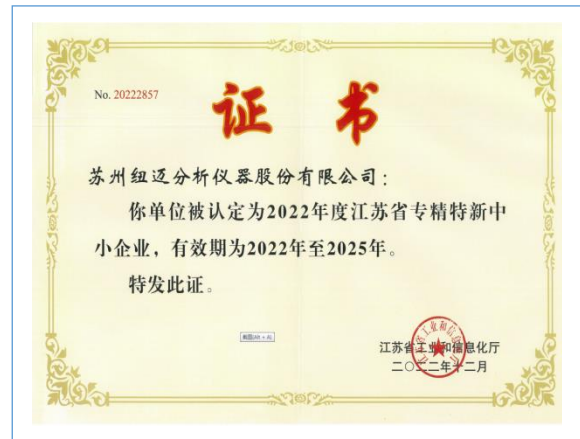 No. 20222857
证书
苏州纽迈分析仪器股份有限公司：
你单位被认定为2022年度江苏省专精特新中
小企业，有效期为2022年至2025年。
特发此证。
江苏省工业和信息化厅
二〇二二年十二月